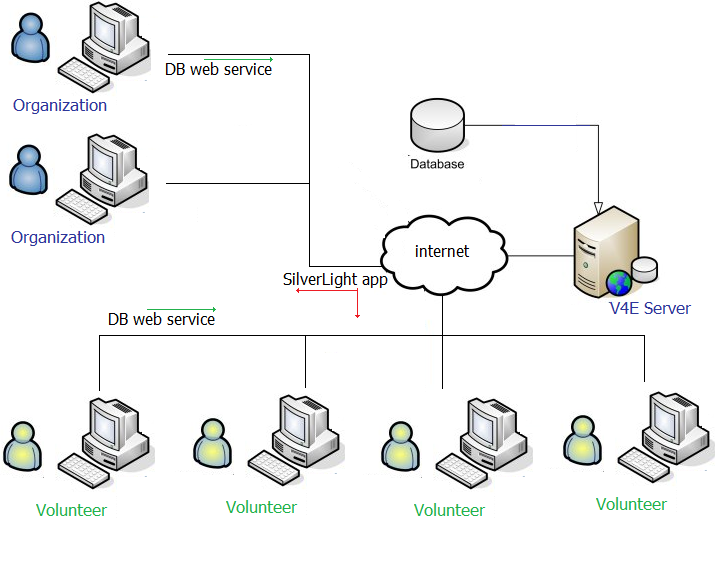 DB web service
Organization
Database
Organization
internet
SilverLight app
V4E Server
DB web service
Volunteer
Volunteer
Volunteer
Volunteer